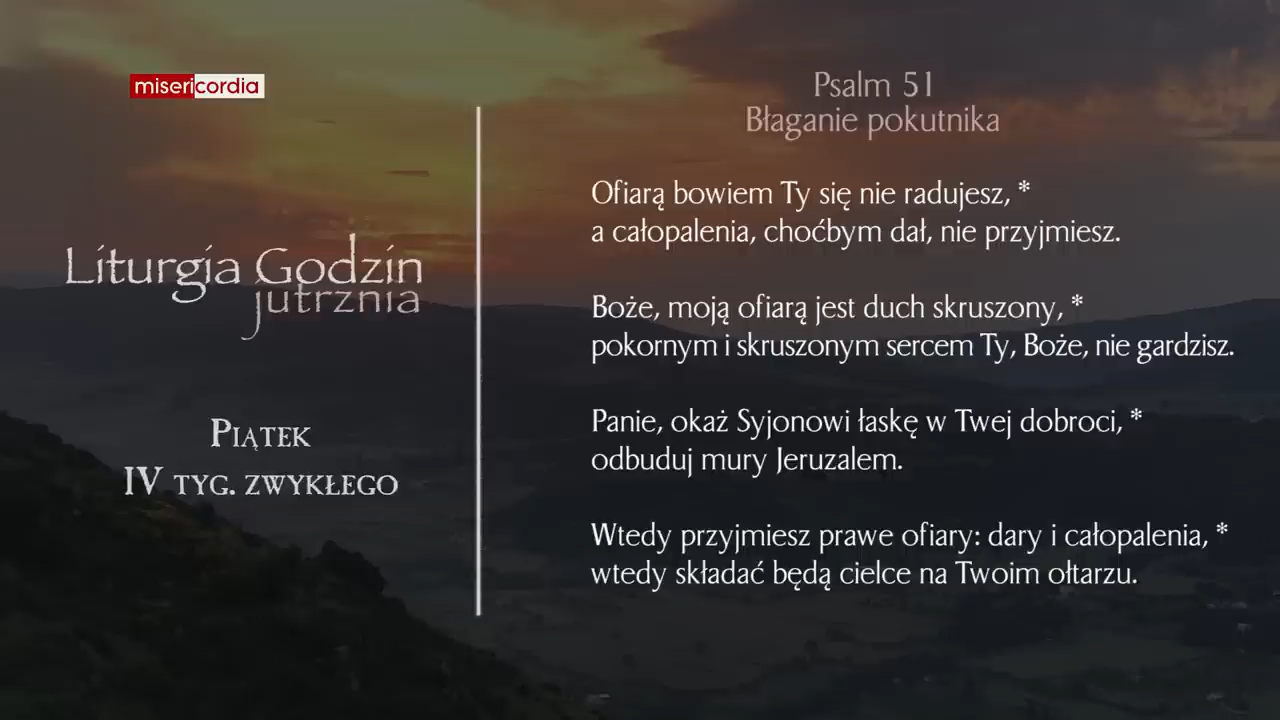 misericordia
Liturgia Godzin
jutrznia
Piątek
IV tyg. zwykłego
Psalm 51
Błaganie pokutnika
Ofiarą bowiem Ty się nie radujesz, *
a całopalenia, choćbym dał, nie przyjmiesz.
Boże, moją ofiarą jest duch skruszony, *
pokornym i skruszonym sercem Ty, Boże, nie gardzisz.
Panie, okaż Syjonowi łaskę w Twej dobroci, *
odbuduj mury Jeruzalem.
Wtedy przyjmiesz prawe ofiary: dary i całopalenia, *
wtedy składać będą cielce na Twoim ołtarzu.